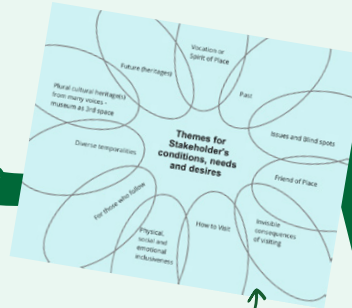 Vocation or
Spirit of Place
Future (heritages)
Past
Plural cultural heritage(s)
from many voices -
museum as 3rd space
Issues and Blind spots
Themes for
Stakeholder's
conditions, needs
and desires
Diverse temporalities
Friend of Place
For those who follow
How to Visit
Invisible
consequences
of visiting
Physical,
social and
emotional
inclusiveness